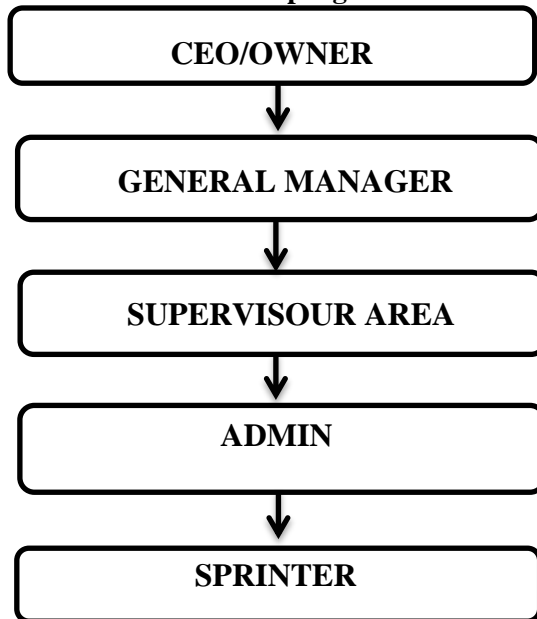 CEO/OWNER
GENERAL MANAGER
SUPERVISOUR AREA
ADMIN
SPRINTER